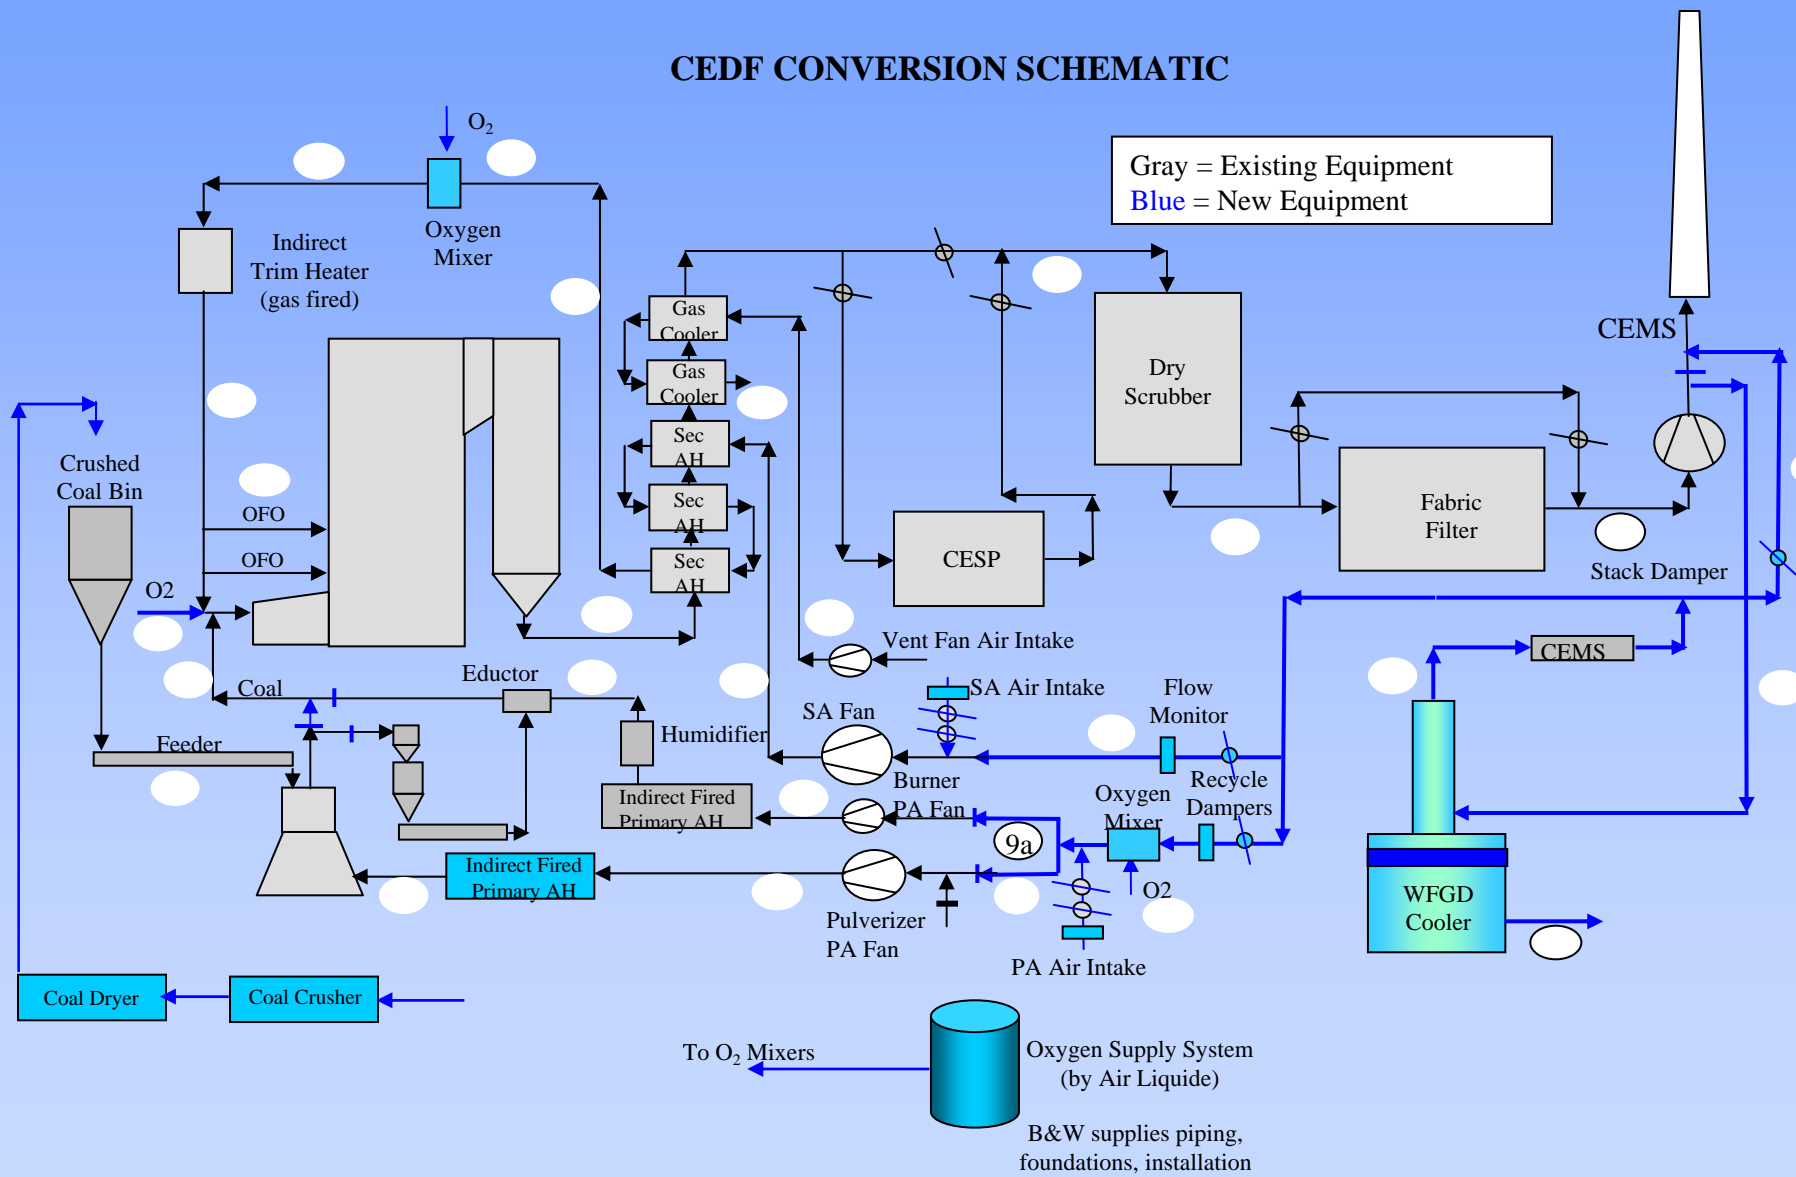 CEDF CONVERSION SCHEMATIC
O2
Gray = Existing Equipment
Blue = New Equipment
Oxygen
Mixer
Indirect
Trim Heater
(gas fired)
Gas
Cooler
Gas
Cooler
Sec
AH
Sec
AH
Sec
AH
CEMS
Dry
Scrubber
Crushed
Coal Bin
OFO
OFO
O2
CESP
Fabric
Filter
Stack Damper
Vent Fan Air Intake
CEMS
Coal
Eductor
SA Air Intake
Flow
Monitor
SA Fan
Humidifier
Feeder
Burner
PA Fan
Recycle
Dampers
Oxygen
Mixer
Indirect Fired
Primary AH
9a
Indirect Fired
Primary AH
O2
WFGD
Cooler
Pulverizer
PA Fan
PA Air Intake
Coal Dryer
Coal Crusher
To O2 Mixers
Oxygen Supply System
(by Air Liquide)
B&W supplies piping,
foundations, installation